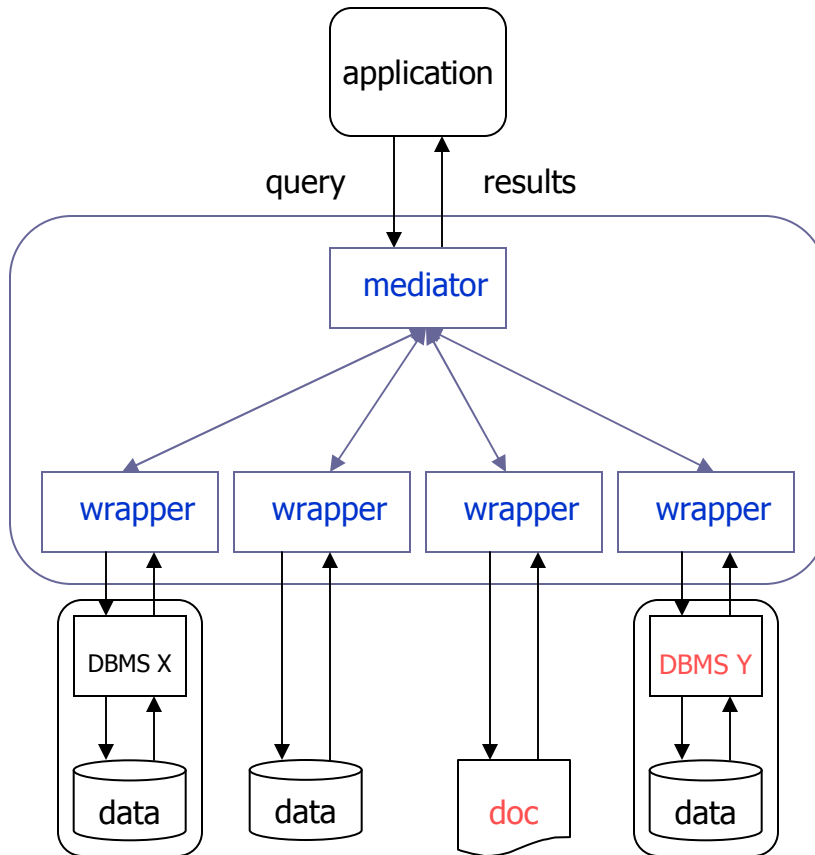 application
query
results
mediator
wrapper
wrapper
wrapper
wrapper
DBMS X
DBMS Y
data
data
doc
data